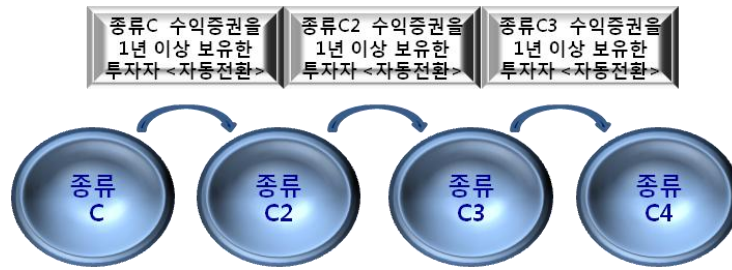 종류C 수익증권을
1년 이상 보유한
투자자 <자동전환>
종류C2 수익증권을
1년 이상 보유한
투자자 <자동전환>
종류C3 수익증권을
1년 이상 보유한
투자자 <자동전환>
종류
C
종류
C2
종류
C3
종류
C4